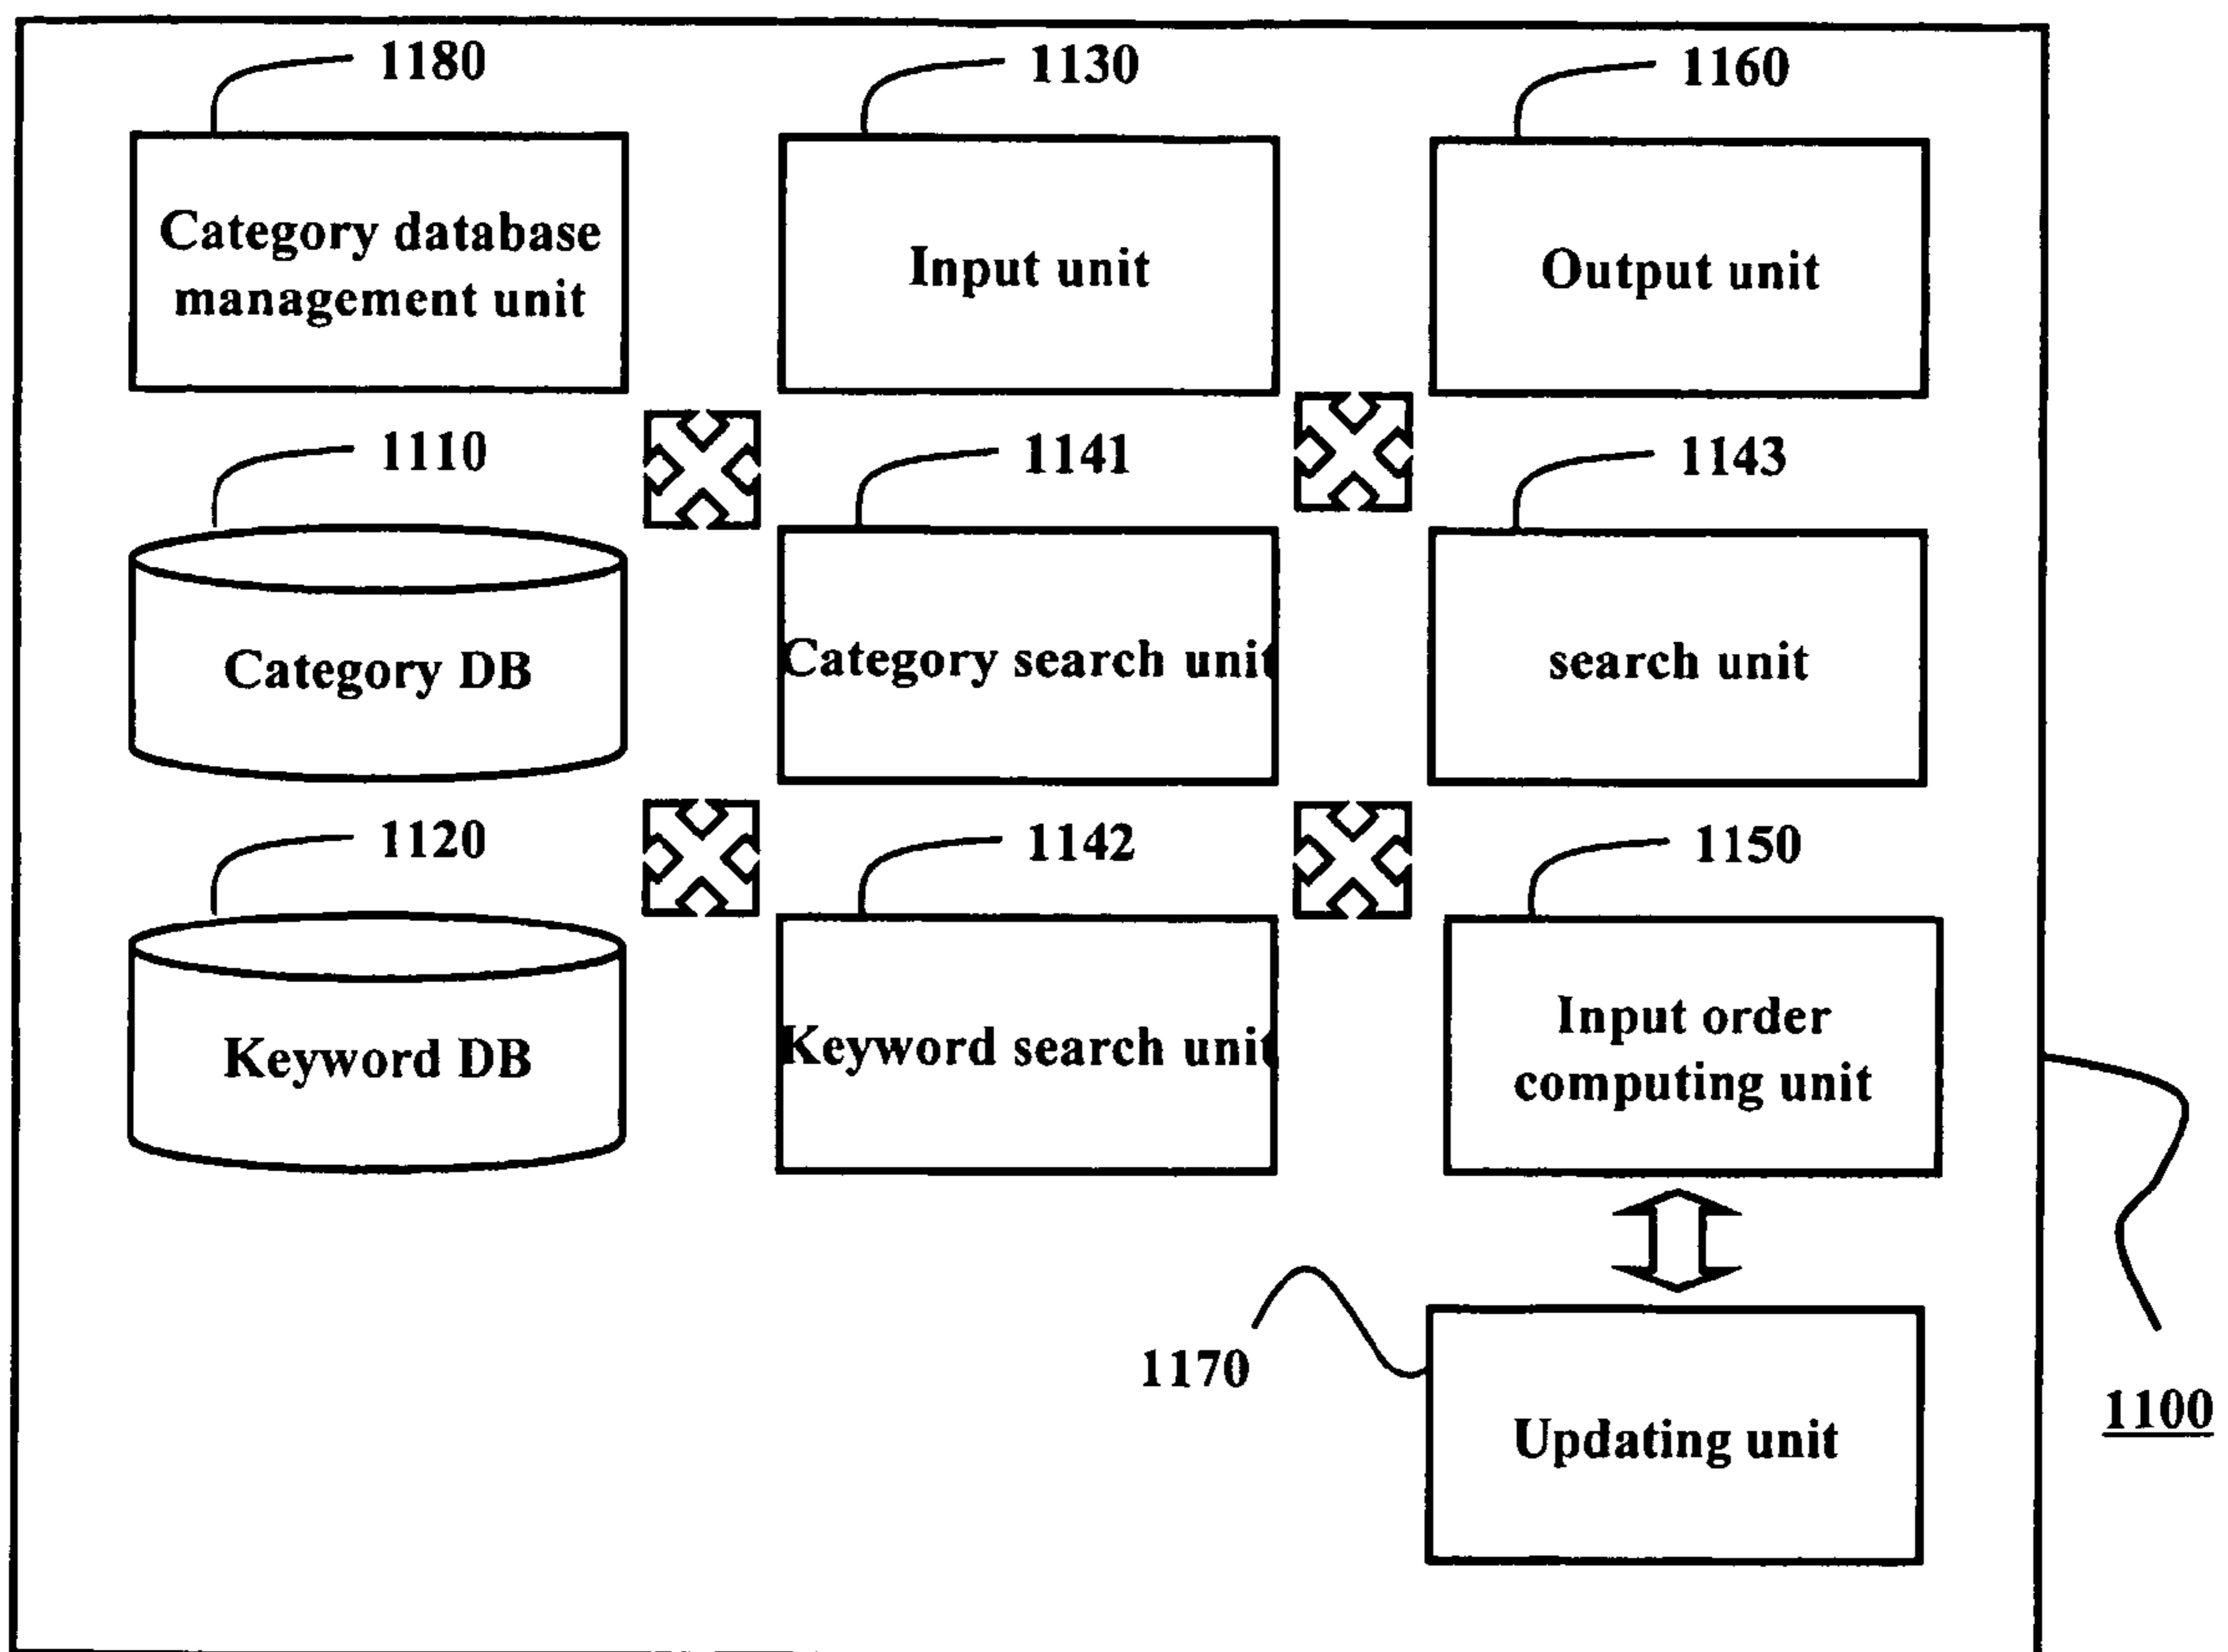 1180
1130
1160
Category database
management unit
Input unit
Output unit
1110
1141
1143
Category DB
Category search unit
search unit
1120
1142
1150
Keyword DB
Keyword search unit
Input order
computing unit
1170
Updating unit
1100